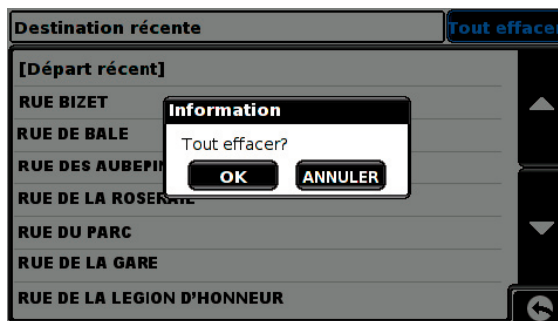 Destination récente
Tout effacer
[Départ récent]
RUE BIZET
RUE DE BALE
RUE DES AUBEPIN
RUE DE LA ROSERAIE
RUE DU PARC
RUE DE LA GARE
RUE DE LA LEGION D'HONNEUR
Information
Tout effacer?
OK
ANNULER